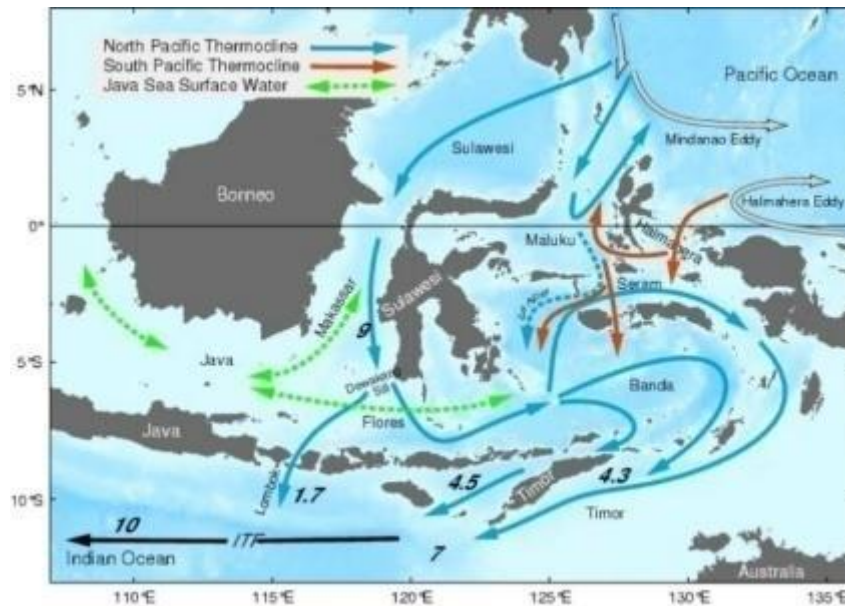 North Pacific Thermocline
South Pacific Thermocline
Java Sea Surface Water
Pacific Ocean
5°N
Sulawesi
Mindanao Eddy
Borneo
Halmahera Eddy
0°
Maluku
Halmahera
Makassar
Sulawesi
Seram
9
5°S
Java
Dewakang
Sill
Banda
Flores
Java
Lombok
1.7
4.5
Timor
4.3
10°S
Timor
10
ITF
7
Indian Ocean
Australia
110°E
115°E
120°E
125°E
130°E
135°E